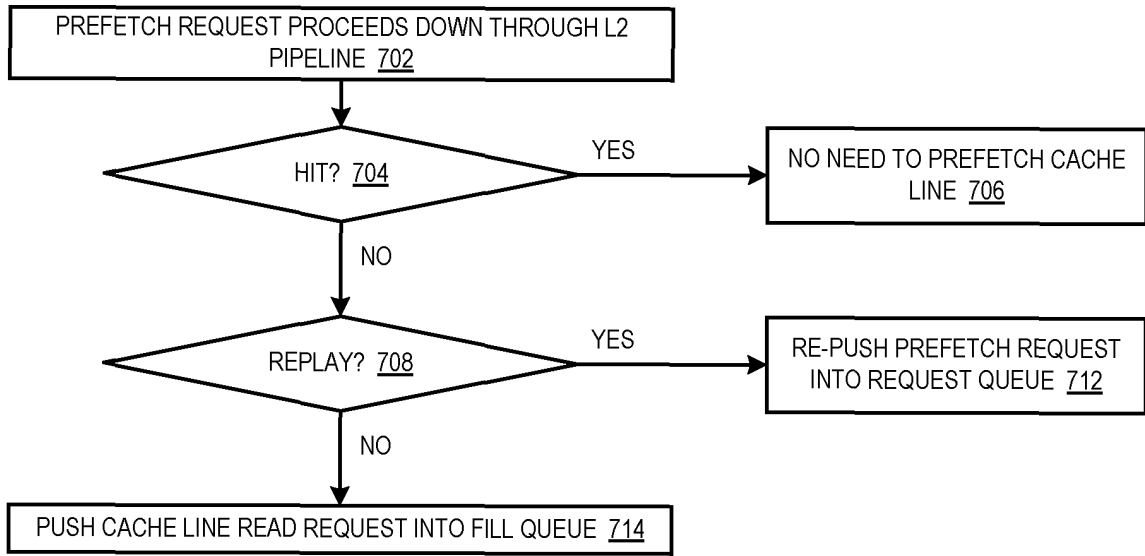 PREFETCH REQUEST PROCEEDS DOWN THROUGH L2
PIPELINE 702
HIT? 704
YES
NO NEED TO PREFETCH CACHE
LINE 706
NO
REPLAY? 708
YES
RE-PUSH PREFETCH REQUEST
INTO REQUEST QUEUE 712
NO
PUSH CACHE LINE READ REQUEST INTO FILL QUEUE 714